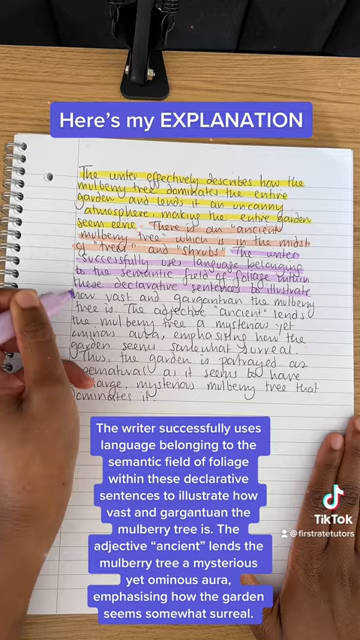 Here's my EXPLANATION
The writer effectively describes how the
mulberry tree dominates the entire
garden and lends it an uncanny
atmosphere making the entire garden
seem eerie. There is an "ancient
mulberry tree" which is in the midst
of "trees" and "shrubs". The writer
successfully uses language belonging
to the semantic field of foliage within
these declarative sentences to illustrate
how vast and gargantuan the mulberry
tree is. The adjective "ancient" lends
the mulberry tree a mysterious yet
ominous aura, emphasising how the
garden seems somewhat surreal.
Thus, the garden is portrayed as
supernatural as it seems to have
a large, mysterious mulberry tree that
dominates it
The writer successfully uses
language belonging to the
semantic field of foliage
within these declarative
sentences to illustrate how
vast and gargantuan the
mulberry tree is. The
adjective "ancient" lends the
mulberry tree a mysterious
yet ominous aura,
emphasising how the garden
seems somewhat surreal.
TikTok
@firstratetutors